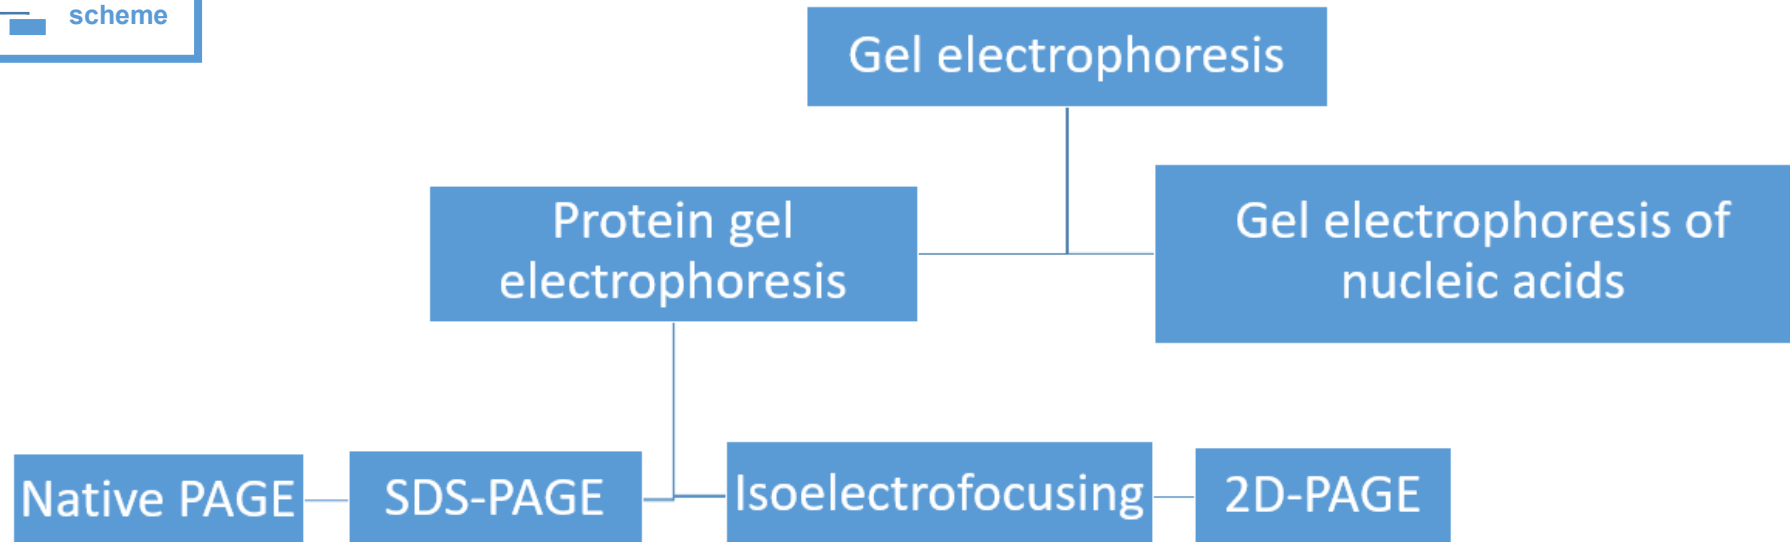 scheme
Gel electrophoresis
Protein gel
electrophoresis
Gel electrophoresis of
nucleic acids
Native PAGE
SDS-PAGE
Isoelectrofocusing
2D-PAGE